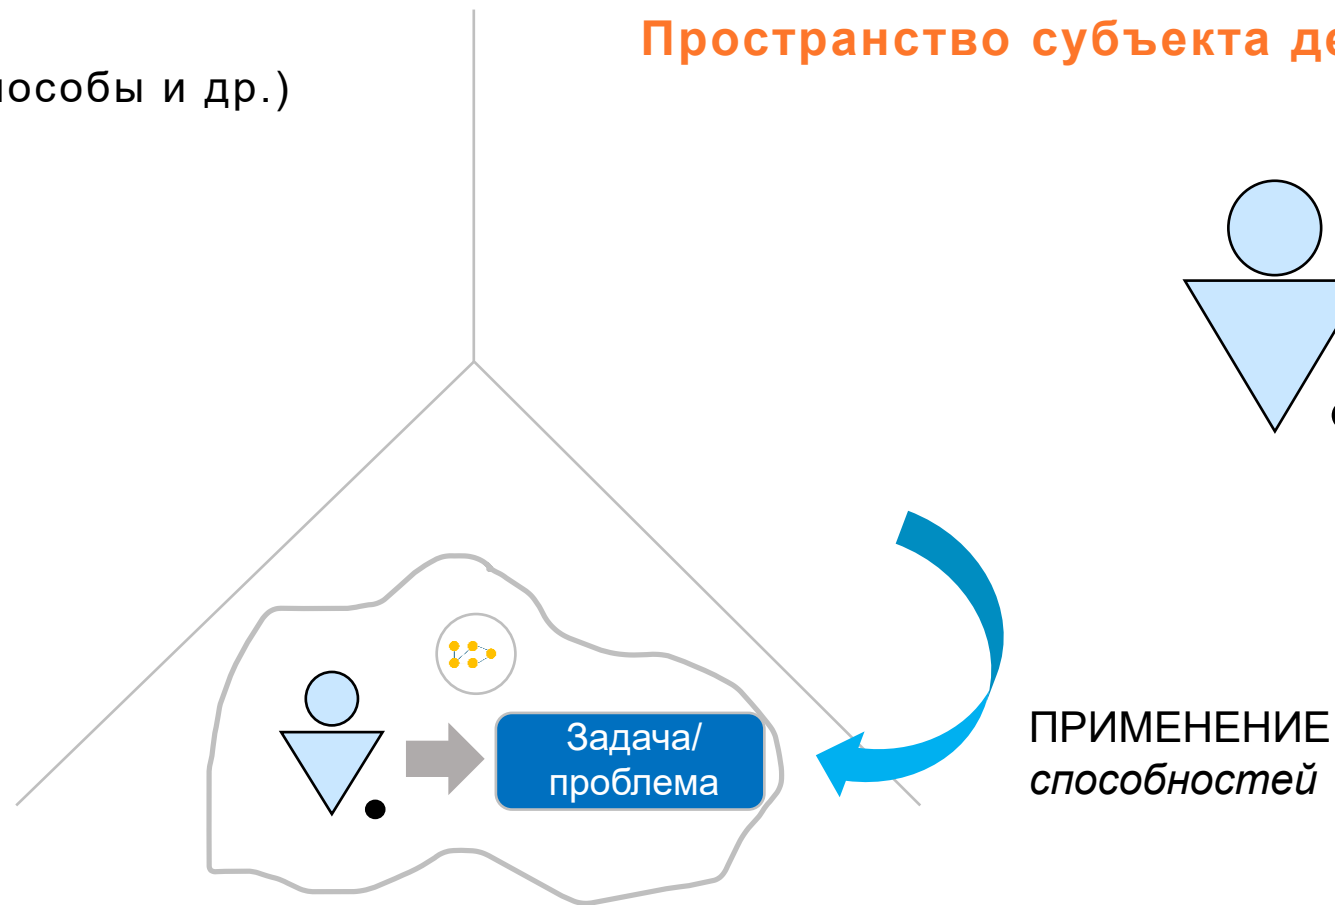 Пространство субъекта де
пособы и др.)
Задача/
проблема
ПРИМЕНЕНИЕ
способностей